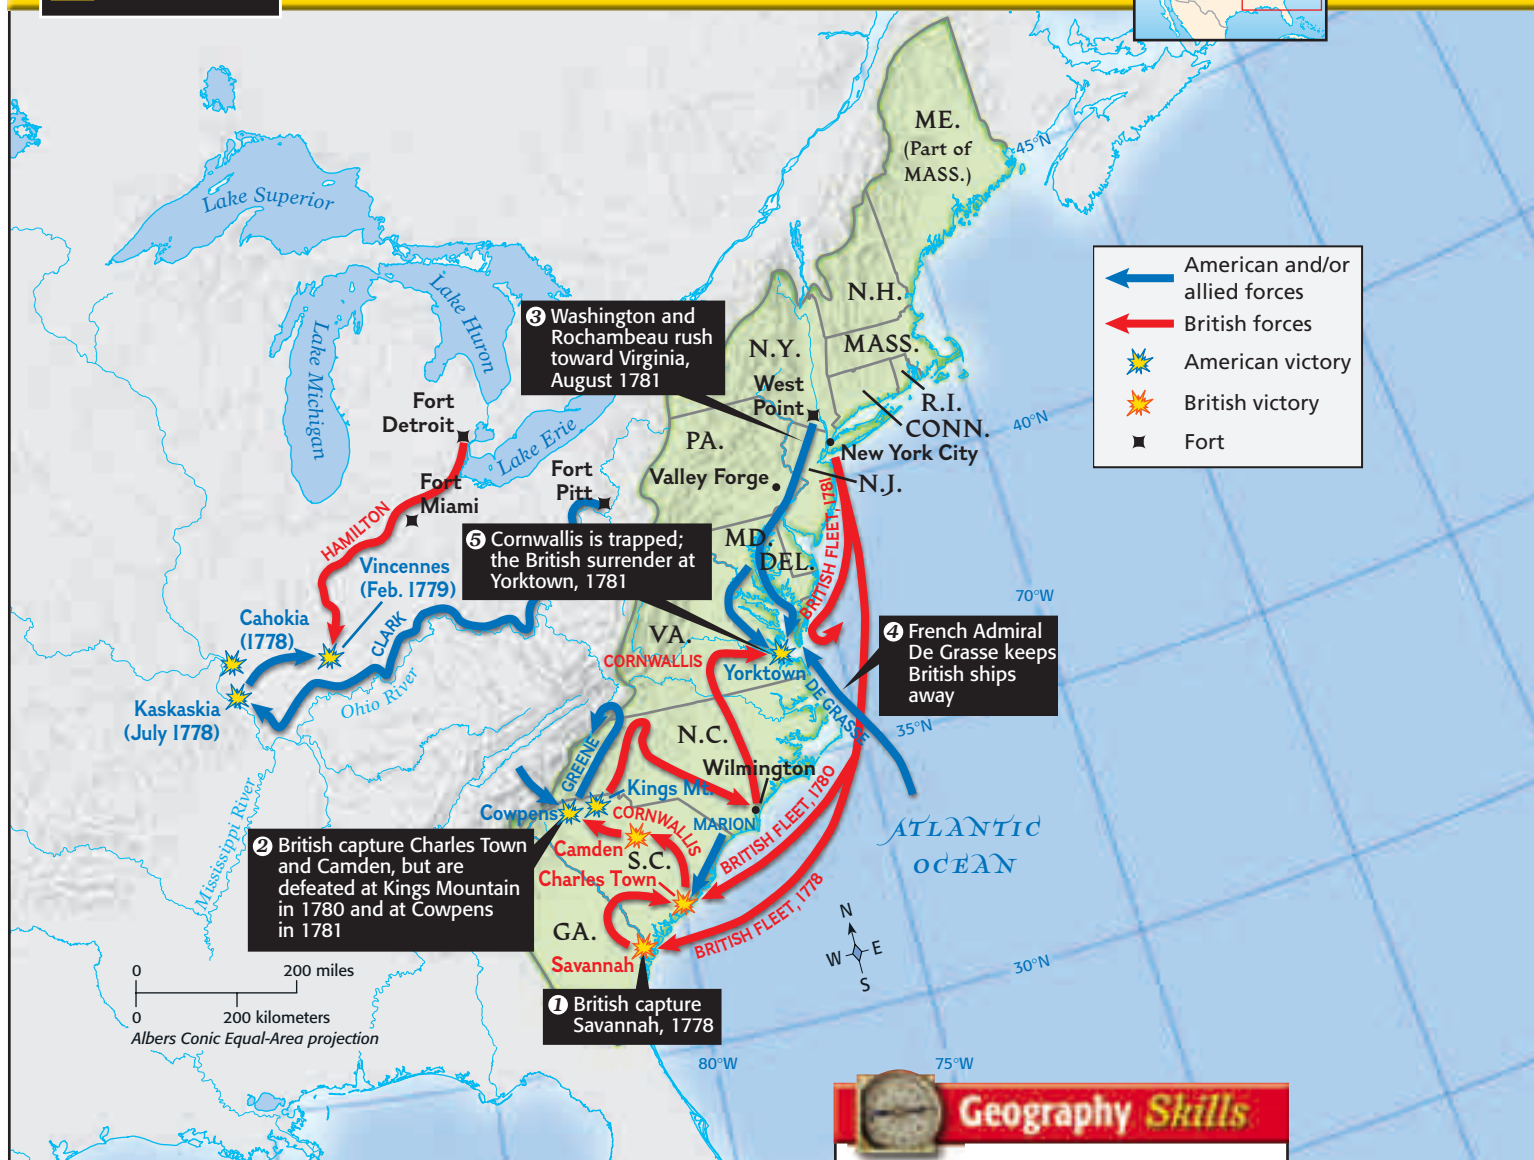 ME.
(Part of
MASS.)
45°N
Lake Superior
Lake Huron
Lake Michigan
N.H.
American and/or
allied forces
British forces
American victory
British victory
Fort
3 Washington and
Rochambeau rush
toward Virginia,
August 1781
N.Y.
MASS.
West
Point
R.I.
CONN.
40°N
Fort
Detroit
Lake Erie
PA.
New York City
Fort
Miami
Fort
Pitt
Valley Forge
N.J.
HAMILTON
BRITISH FLEET, 1781
5 Cornwallis is trapped;
the British surrender at
Yorktown, 1781
MD.
DEL.
Vincennes
(Feb. 1779)
70°W
Cahokia
(1778)
CLARK
VA.
4 French Admiral
De Grasse keeps
British ships
away
CORNWALLIS
Yorktown
DE GRASSE
Kaskaskia
(July 1778)
Ohio River
35°N
N.C.
GREENE
Wilmington
Kings Mt.
Cowpens
CORNWALLIS
MARION
BRITISH FLEET, 1780
Mississippi River
ATLANTIC
OCEAN
2 British capture Charles Town
and Camden, but are
defeated at Kings Mountain
in 1780 and at Cowpens
in 1781
Camden
S.C.
Charles Town
BRITISH FLEET, 1778
GA.
Savannah
N
W E
S
30°N
0 200 miles
0 200 kilometers
Albers Conic Equal-Area projection
1 British capture
Savannah, 1778
80°W
75°W
Geography Skills